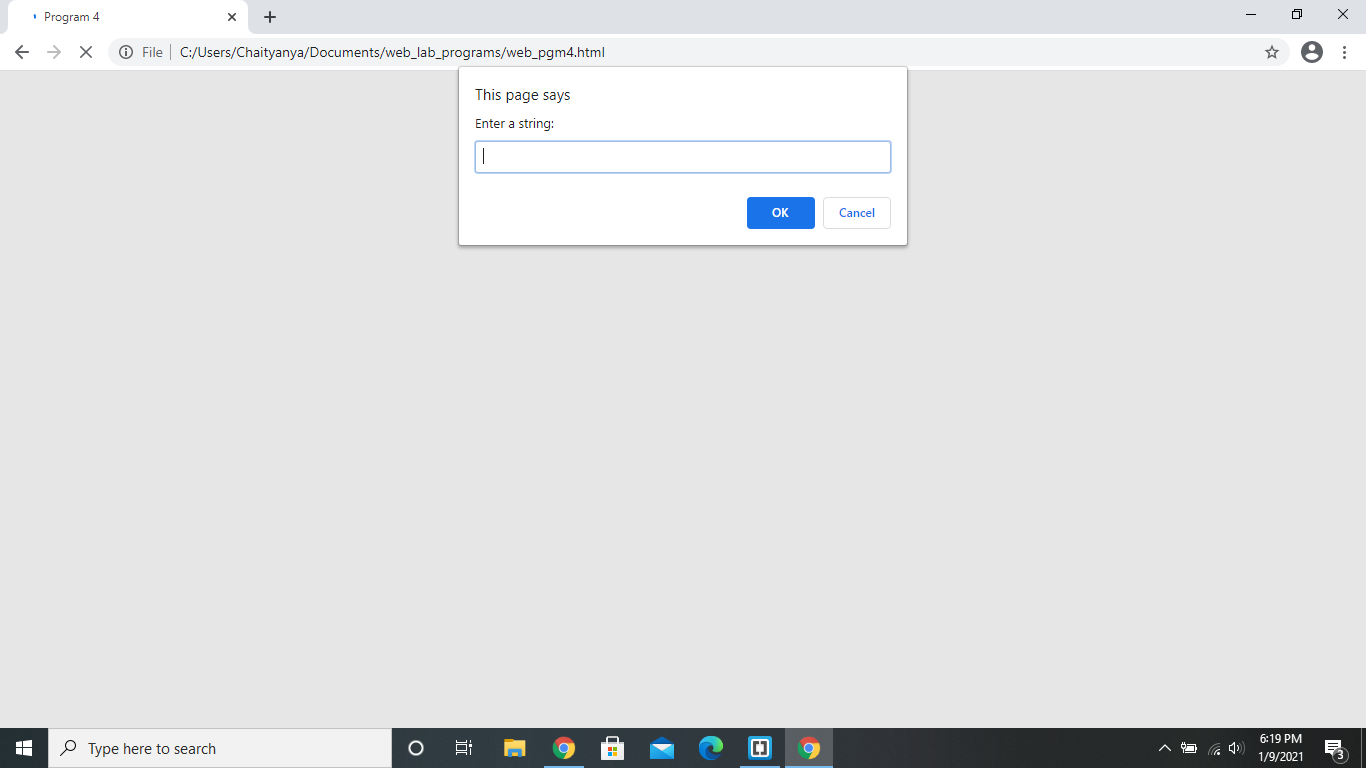 Program 4
File C:/Users/Chaityanya/Documents/web_lab_programs/web_pgm4.html
This page says
Enter a string:
OK Cancel
Type here to search
6:19 PM
1/9/2021
3